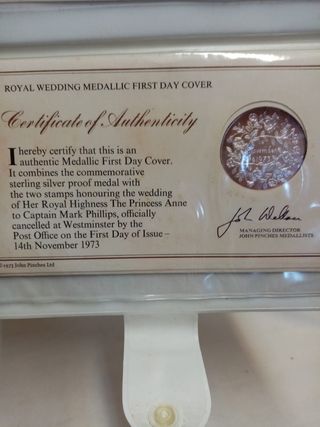 ROYAL WEDDING MEDALLIC FIRST DAY COVER
Certificate of Authenticity
I hereby certify that this is an
authentic Medallic First Day Cover.
It combines the commemorative
sterling silver proof medal with
the two stamps honouring the wedding
of Her Royal Highness The Princess Anne
to Captain Mark Phillips, officially
cancelled at Westminster by the
Post Office on the First Day of Issue –
14th November 1973
November
1973
MANAGING DIRECTOR
JOHN PINCHES MEDALLISTS
© 1973 John Pinches Ltd